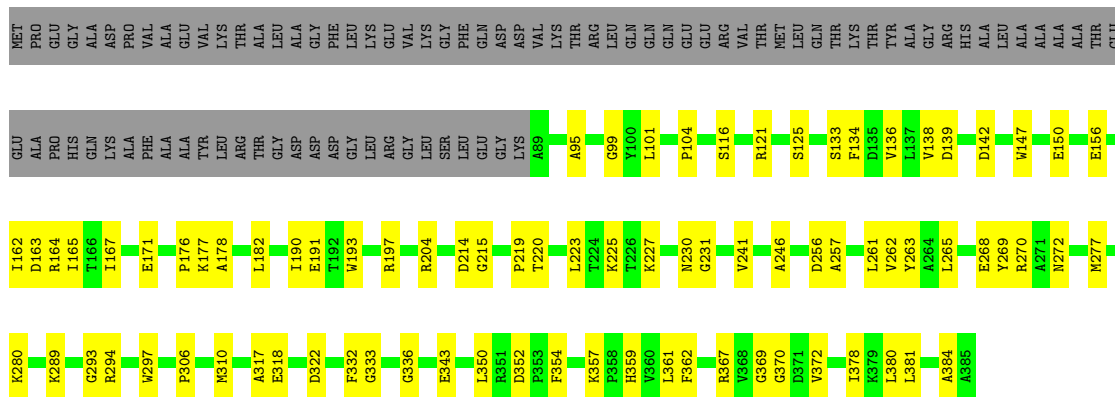 MET PRO GLU GLY ALA ASP PRO VAL ALA GLU VAL LYS THR ALA LEU ALA GLY PHE LEU LYS GLU VAL LYS GLY PHE GLN ASP ASP VAL LYS THR ARG LEU GLN GLN GLN GLU GLU ARG VAL THR MET LEU GLN THR LYS THR TYR ALA GLY ARG HIS ALA LEU ALA ALA ALA ALA ALA THR GLU
GLU ALA PRO HIS GLN LYS ALA PHE ALA ALA TYR LEU ARG THR GLY ASP ASP ASP GLY LEU ARG GLY LEU SER LEU GLU GLY LYS A89 A95 G99 Y100 L101 P104 S116 R121 S125 S133 F134 D135 V136 L137 V138 D139 D142 W147 E150 E156
I162 D163 R164 I165 T166 I167 E171 P176 K177 A178 L182 I190 E191 T192 W193 R197 R204 D214 G215 P219 T220 L223 T224 K225 T226 K227 N230 G231 V241 A246 D256 A257 L261 V262 Y263 A264 L265 E268 Y269 R270 A271 N272 M277
K280 K289 G293 R294 W297 P306 M310 A317 E318 D322 F332 G333 G336 E343 L350 R351 D352 P353 F354 K357 P358 H359 V360 L361 F362 R367 V368 G369 G370 D371 V372 I378 K379 L380 L381 A384 A385